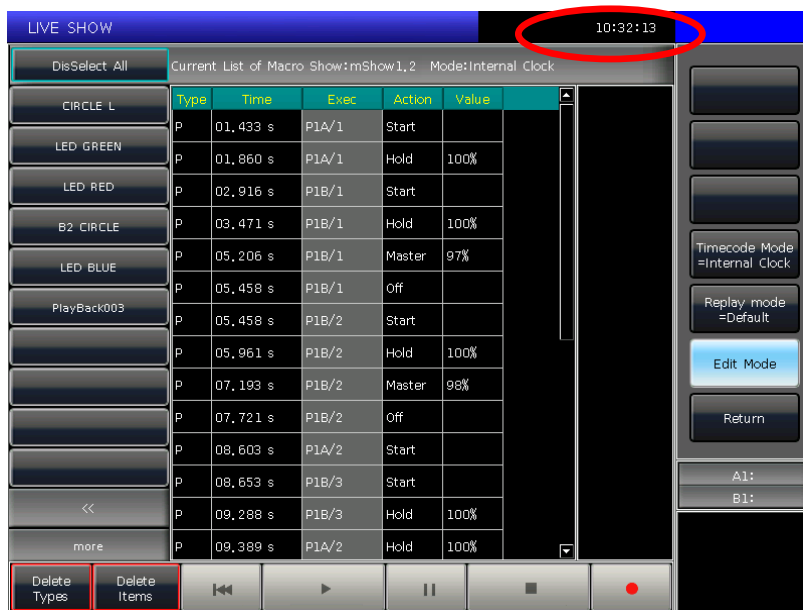 LIVE SHOW
10:32:13
DisSelect All
Current List of Macro Show:mShow1.2 Mode:Internal Clock
CIRCLE L
LED GREEN
LED RED
B2 CIRCLE
LED BLUE
PlayBack003
<<
more
Type Time Exec Action Value
P 01.433 s P1A/1 Start
P 01.860 s P1A/1 Hold 100%
P 02.916 s P1B/1 Start
P 03.471 s P1B/1 Hold 100%
P 05.206 s P1B/1 Master 97%
P 05.458 s P1B/1 Off
P 05.458 s P1B/2 Start
P 05.961 s P1B/2 Hold 100%
P 07.193 s P1B/2 Master 98%
P 07.721 s P1B/2 Off
P 08.603 s P1A/2 Start
P 08.653 s P1B/3 Start
P 09.288 s P1B/3 Hold 100%
P 09.389 s P1A/2 Hold 100%
Timecode Mode
=Internal Clock
Replay mode
=Default
Edit Mode
Return
A1:
B1:
Delete
Types
Delete
Items